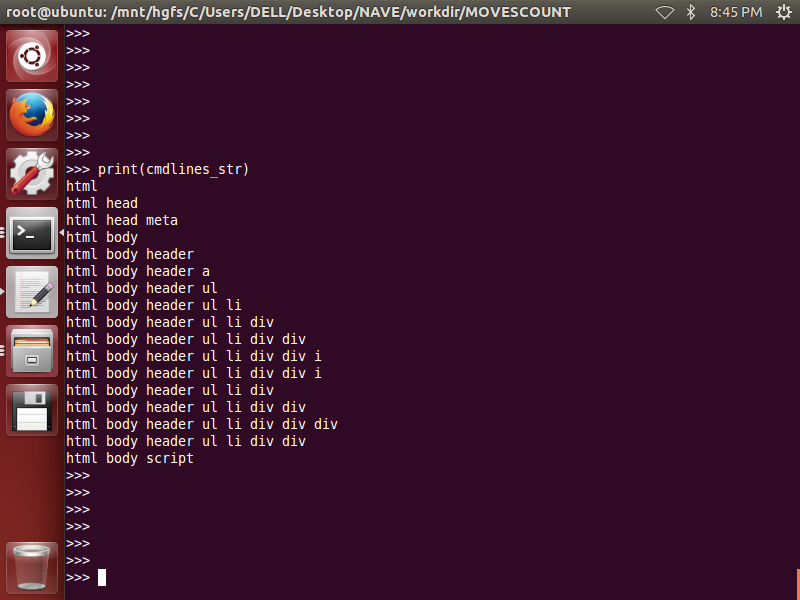 root@ubuntu: /mnt/hgfs/C/Users/DELL/Desktop/NAVE/workdir/MOVESCOUNT 8:45 PM
>>>
>>>
>>>
>>>
>>>
>>>
>>>
>>>
>>> print(cmdlines_str)
html
html head
html head meta
html body
html body header
html body header a
html body header ul
html body header ul li
html body header ul li div
html body header ul li div div
html body header ul li div div i
html body header ul li div div i
html body header ul li div
html body header ul li div div
html body header ul li div div div
html body header ul li div div
html body script
>>>
>>>
>>>
>>>
>>>
>>>
>>>